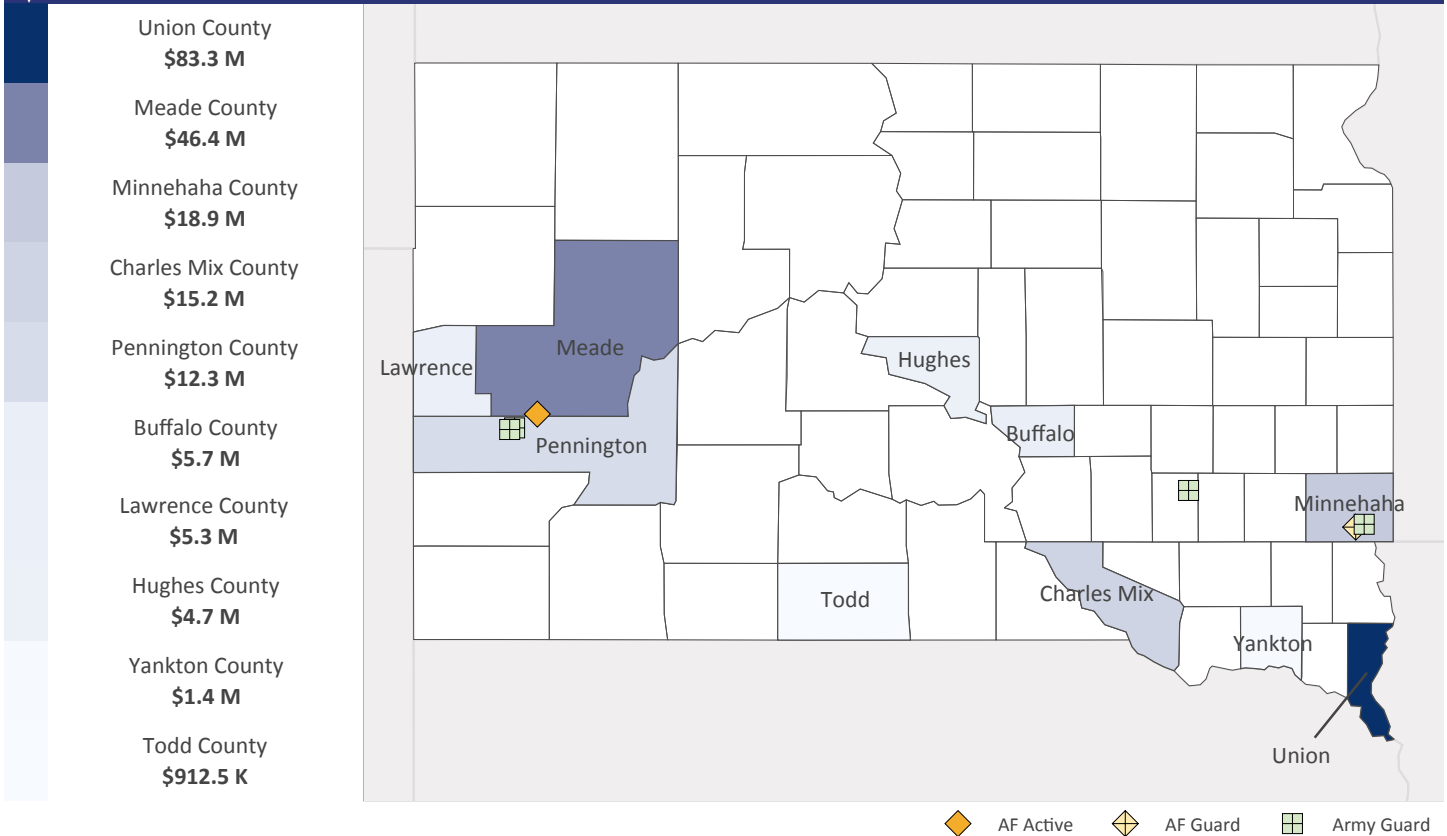 Union County
$83.3 M
Meade County
$46.4 M
Minnehaha County
$18.9 M
Charles Mix County
$15.2 M
Pennington County
$12.3 M
Buffalo County
$5.7 M
Lawrence County
$5.3 M
Hughes County
$4.7 M
Yankton County
$1.4 M
Todd County
$912.5 K
Meade
Lawrence
Hughes
Buffalo
Pennington
Minnehaha
Charles Mix
Todd
Yankton
Union
AF Active
AF Guard
Army Guard